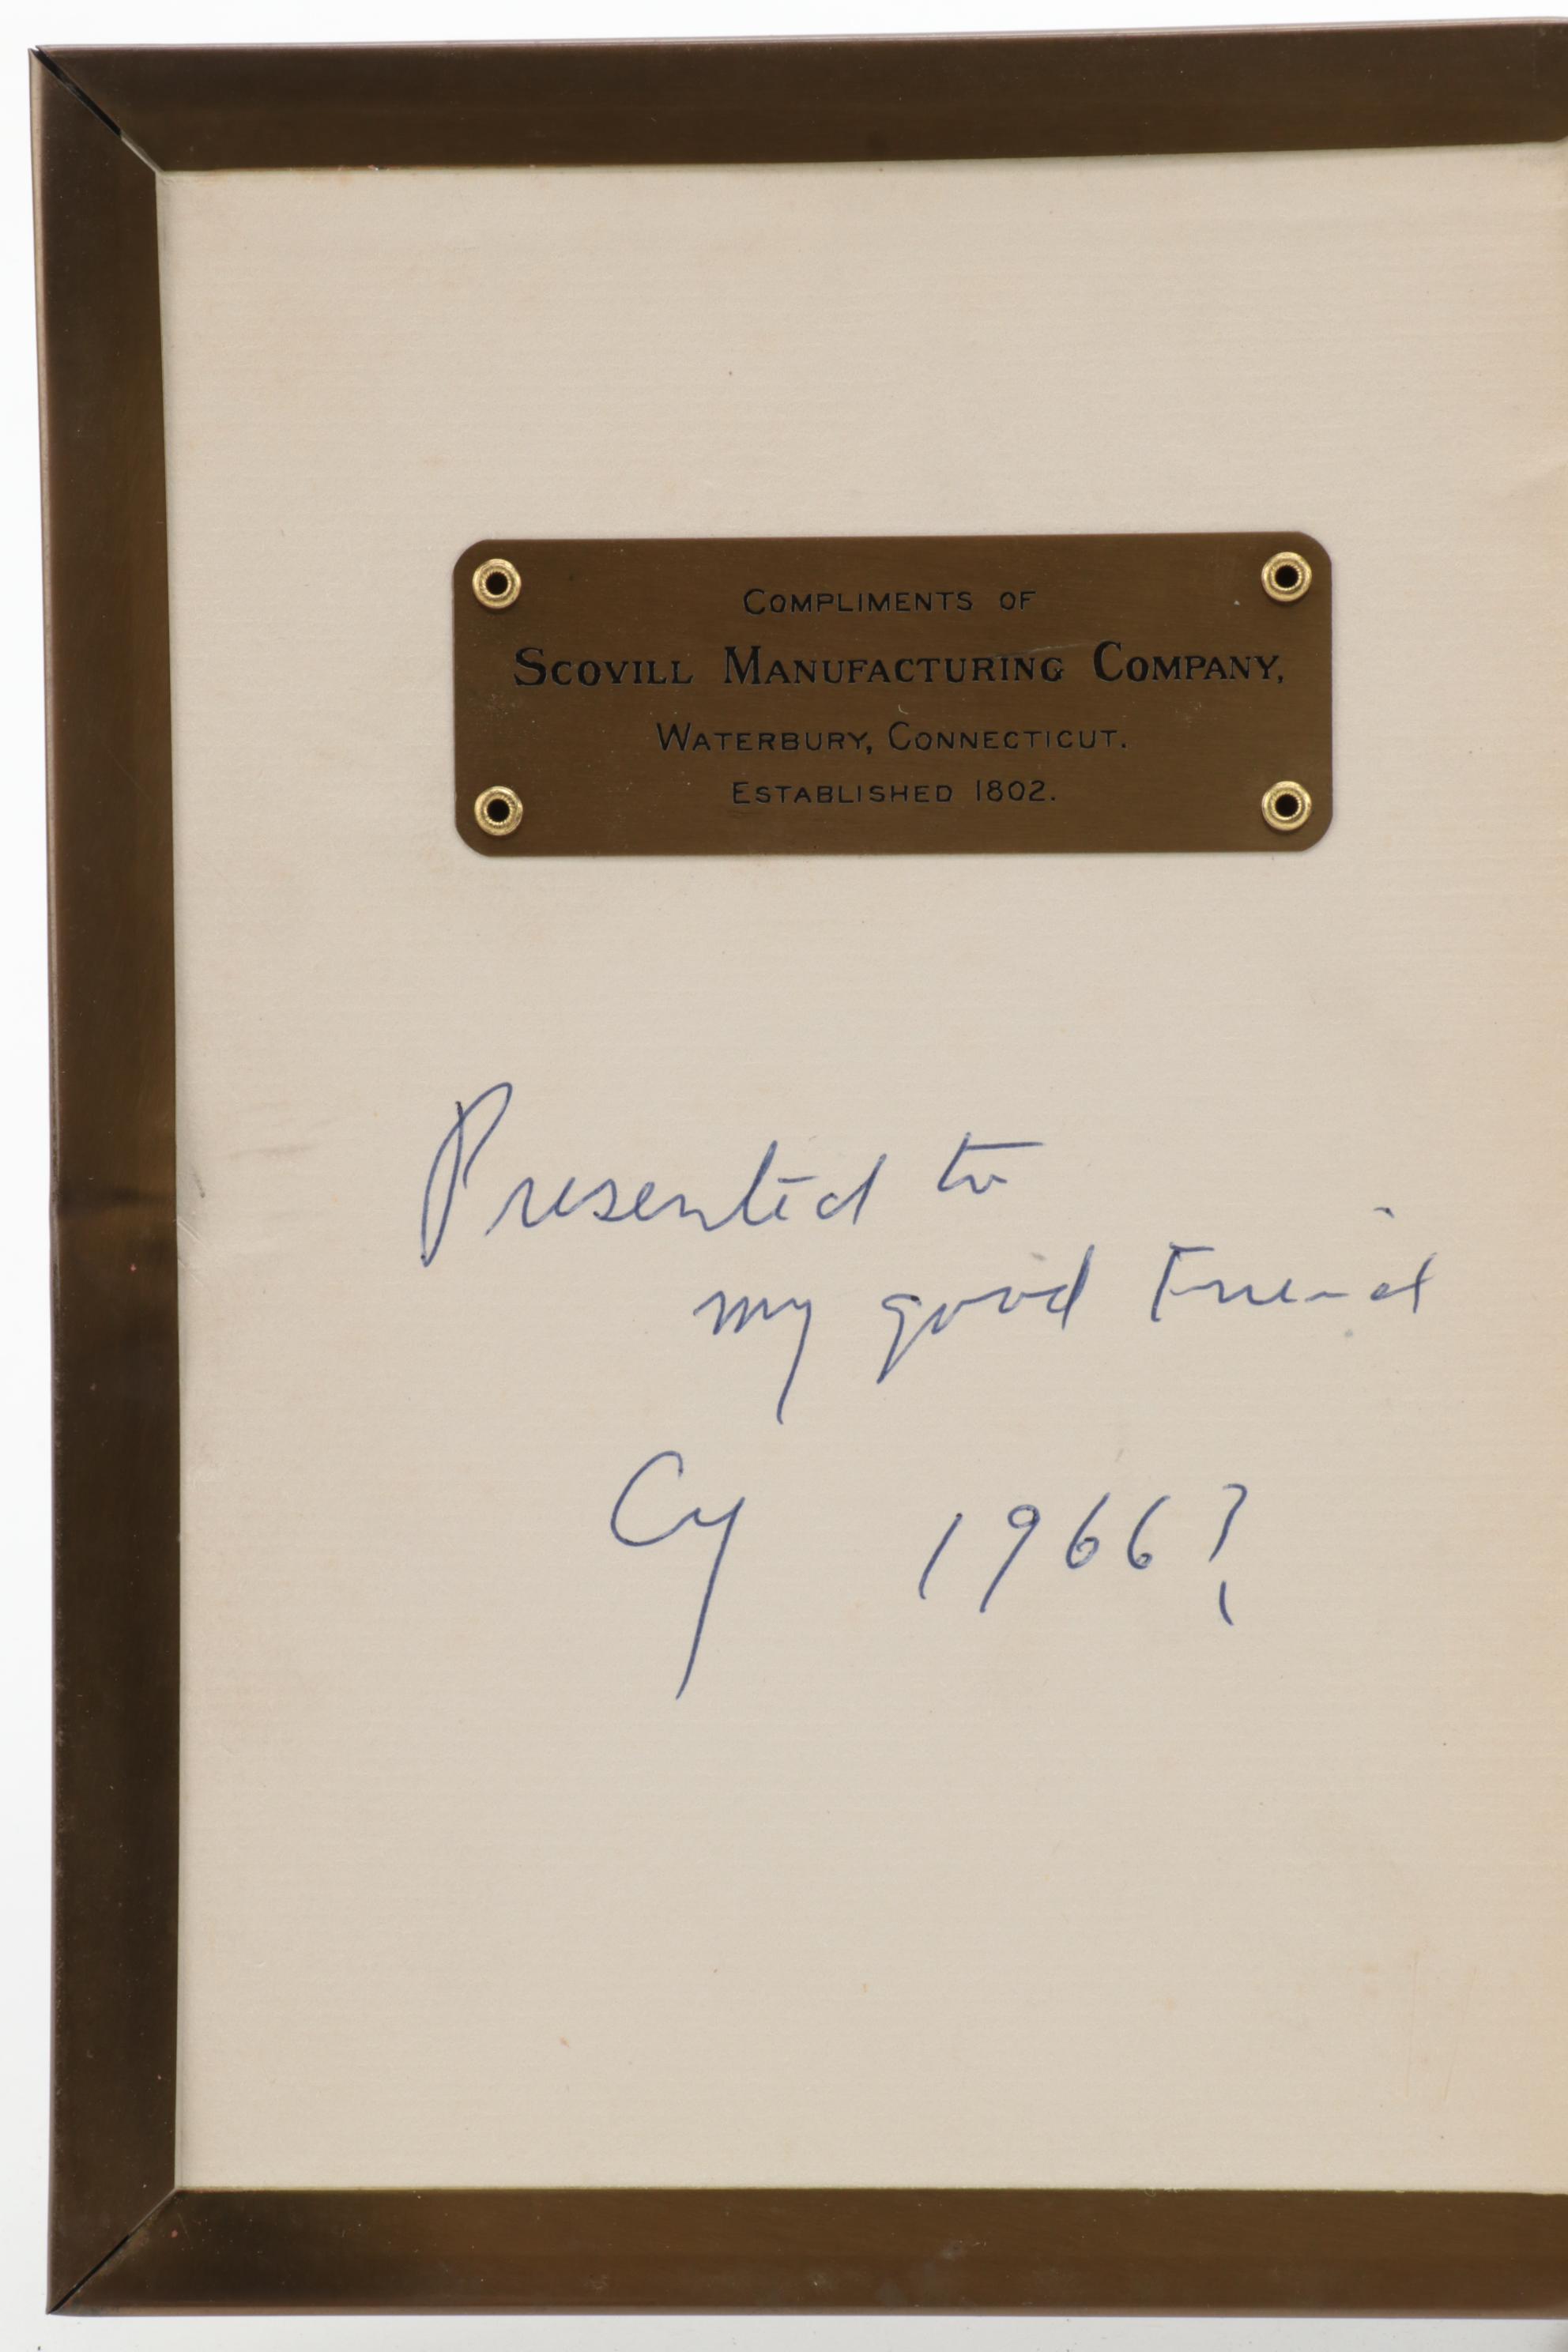 COMPLIMENTS OF
SCOVILL MANUFACTURING COMPANY,
WATERBURY, CONNECTICUT.
ESTABLISHED 1802.
Presented to
my good Friend
Cy 1966?